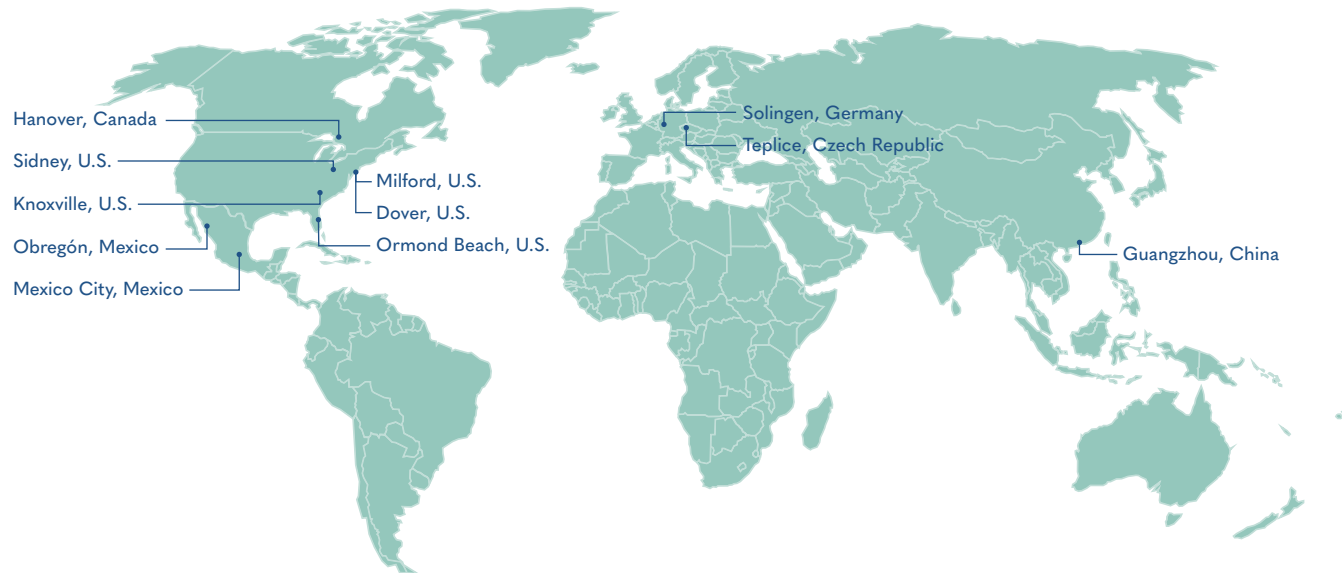 Hanover, Canada
Sidney, U.S.
Knoxville, U.S.
Obregón, Mexico
Mexico City, Mexico
Milford, U.S.
Dover, U.S.
Ormond Beach, U.S.
Solingen, Germany
Teplice, Czech Republic
Guangzhou, China